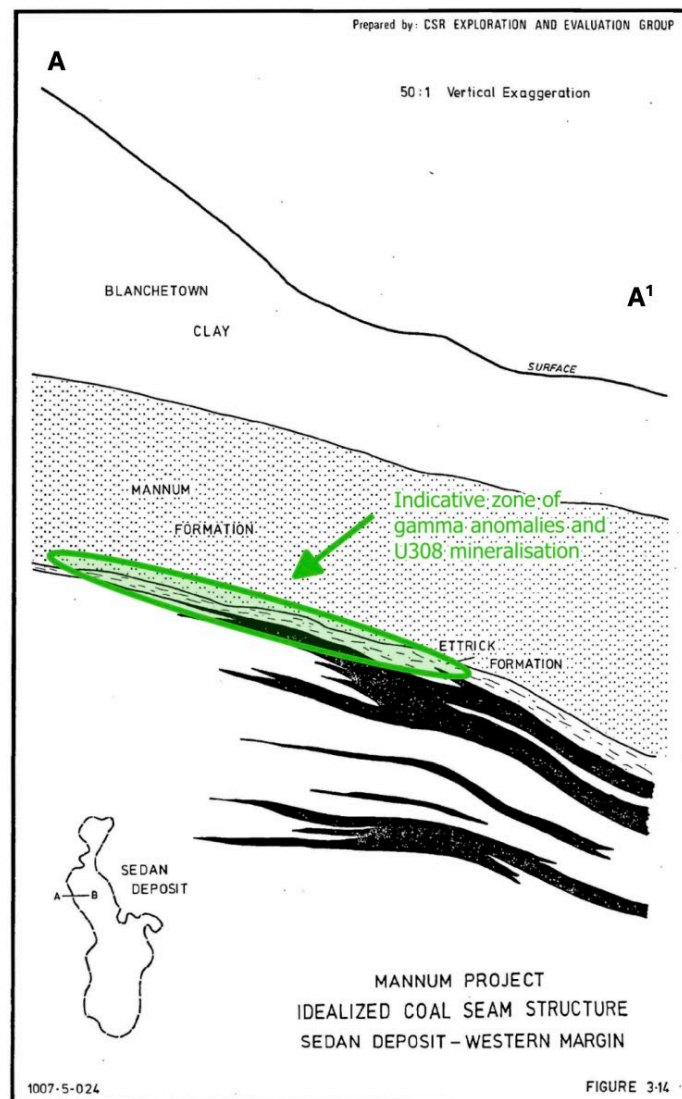 Prepared by: CSR EXPLORATION AND EVALUATION GROUP
A
50:1 Vertical Exaggeration
BLANCHETOWN
CLAY
A¹
SURFACE
MANNUM
FORMATION
Indicative zone of
gamma anomalies and
U308 mineralisation
ETTRICK
FORMATION
SEDAN
DEPOSIT
A B
MANNUM PROJECT
IDEALIZED COAL SEAM STRUCTURE
SEDAN DEPOSIT – WESTERN MARGIN
1007-5-024
FIGURE 3·14